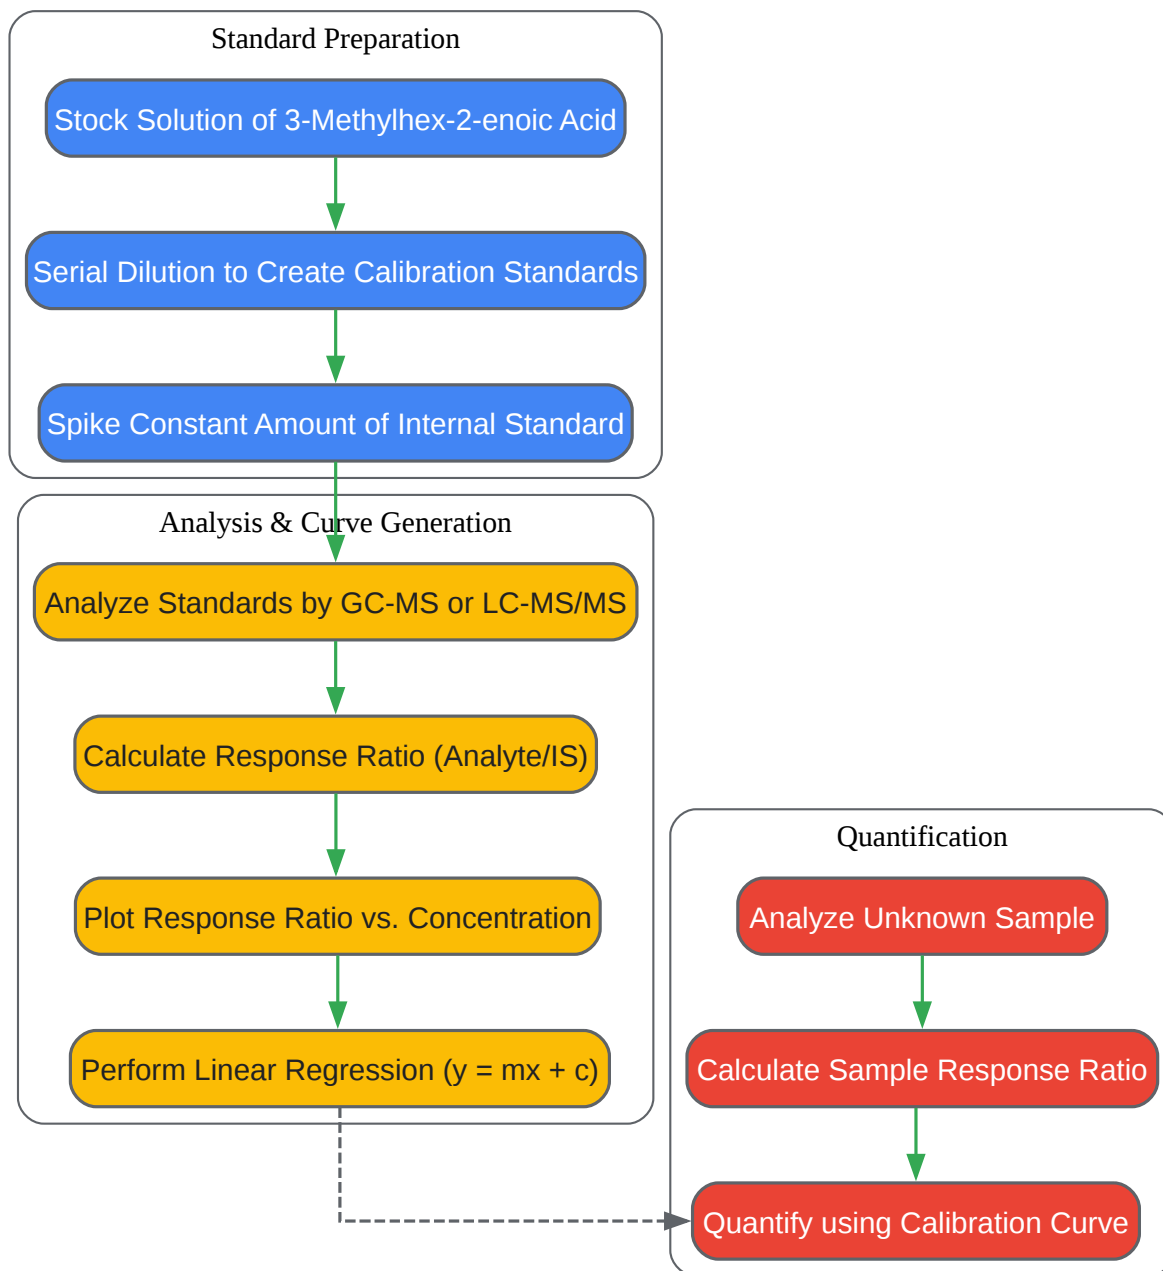 Standard Preparation
Stock Solution of 3-Methylhex-2-enoic Acid
Serial Dilution to Create Calibration Standards
Spike Constant Amount of Internal Standard
Analysis & Curve Generation
Analyze Standards by GC-MS or LC-MS/MS
Calculate Response Ratio (Analyte/IS)
Plot Response Ratio vs. Concentration
Perform Linear Regression (y = mx + c)
Quantification
Analyze Unknown Sample
Calculate Sample Response Ratio
Quantify using Calibration Curve